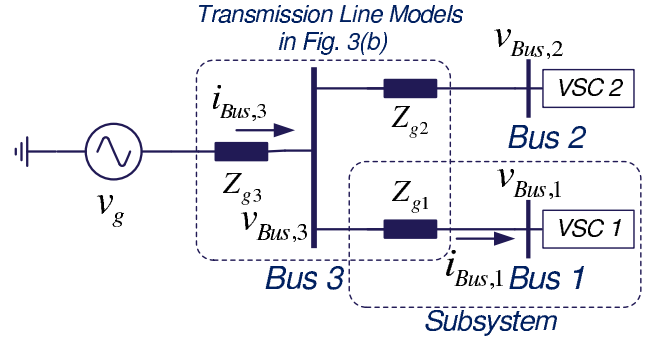 Transmission Line Models
in Fig. 3(b)
v_{Bus,2}
VSC 2
i_{Bus,3}
Z_{g2}
Bus 2
Z_{g3}
v_g
v_{Bus,3}
Z_{g1}
v_{Bus,1}
VSC 1
Bus 3
i_{Bus,1}
Bus 1
Subsystem